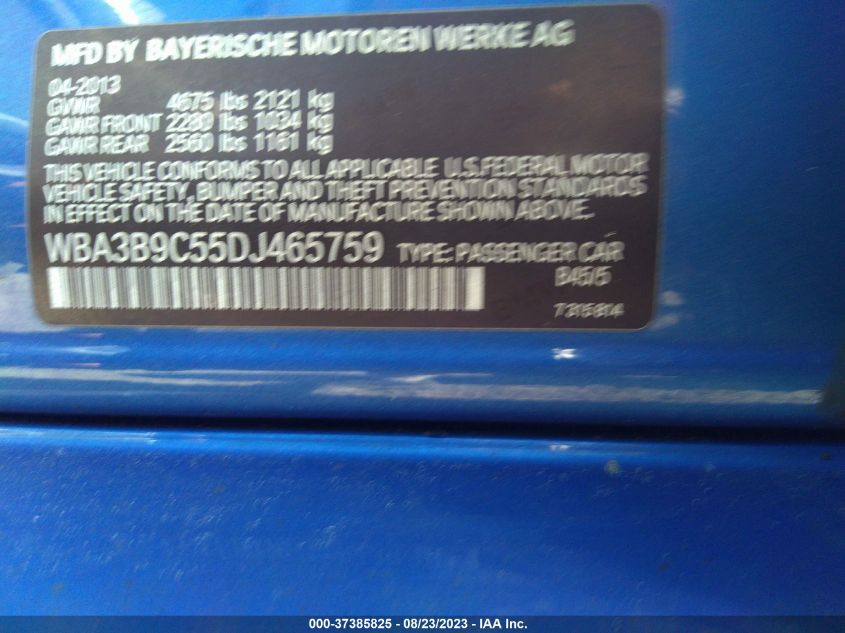 MFD BY BAYERISCHE MOTOREN WERKE AG
04-2013
GVWR 4675 lbs 2121 kg
GAWR FRONT 2280 lbs 1034 kg
GAWR REAR 2560 lbs 1161 kg
THIS VEHICLE CONFORMS TO ALL APPLICABLE U.S. FEDERAL MOTOR
VEHICLE SAFETY, BUMPER AND THEFT PREVENTION STANDARDS
IN EFFECT ON THE DATE OF MANUFACTURE SHOWN ABOVE.
WBA3B9C55DJ465759 TYPE: PASSENGER CAR
B45/5
7 315 814
000-37385825 - 08/23/2023 - IAA Inc.